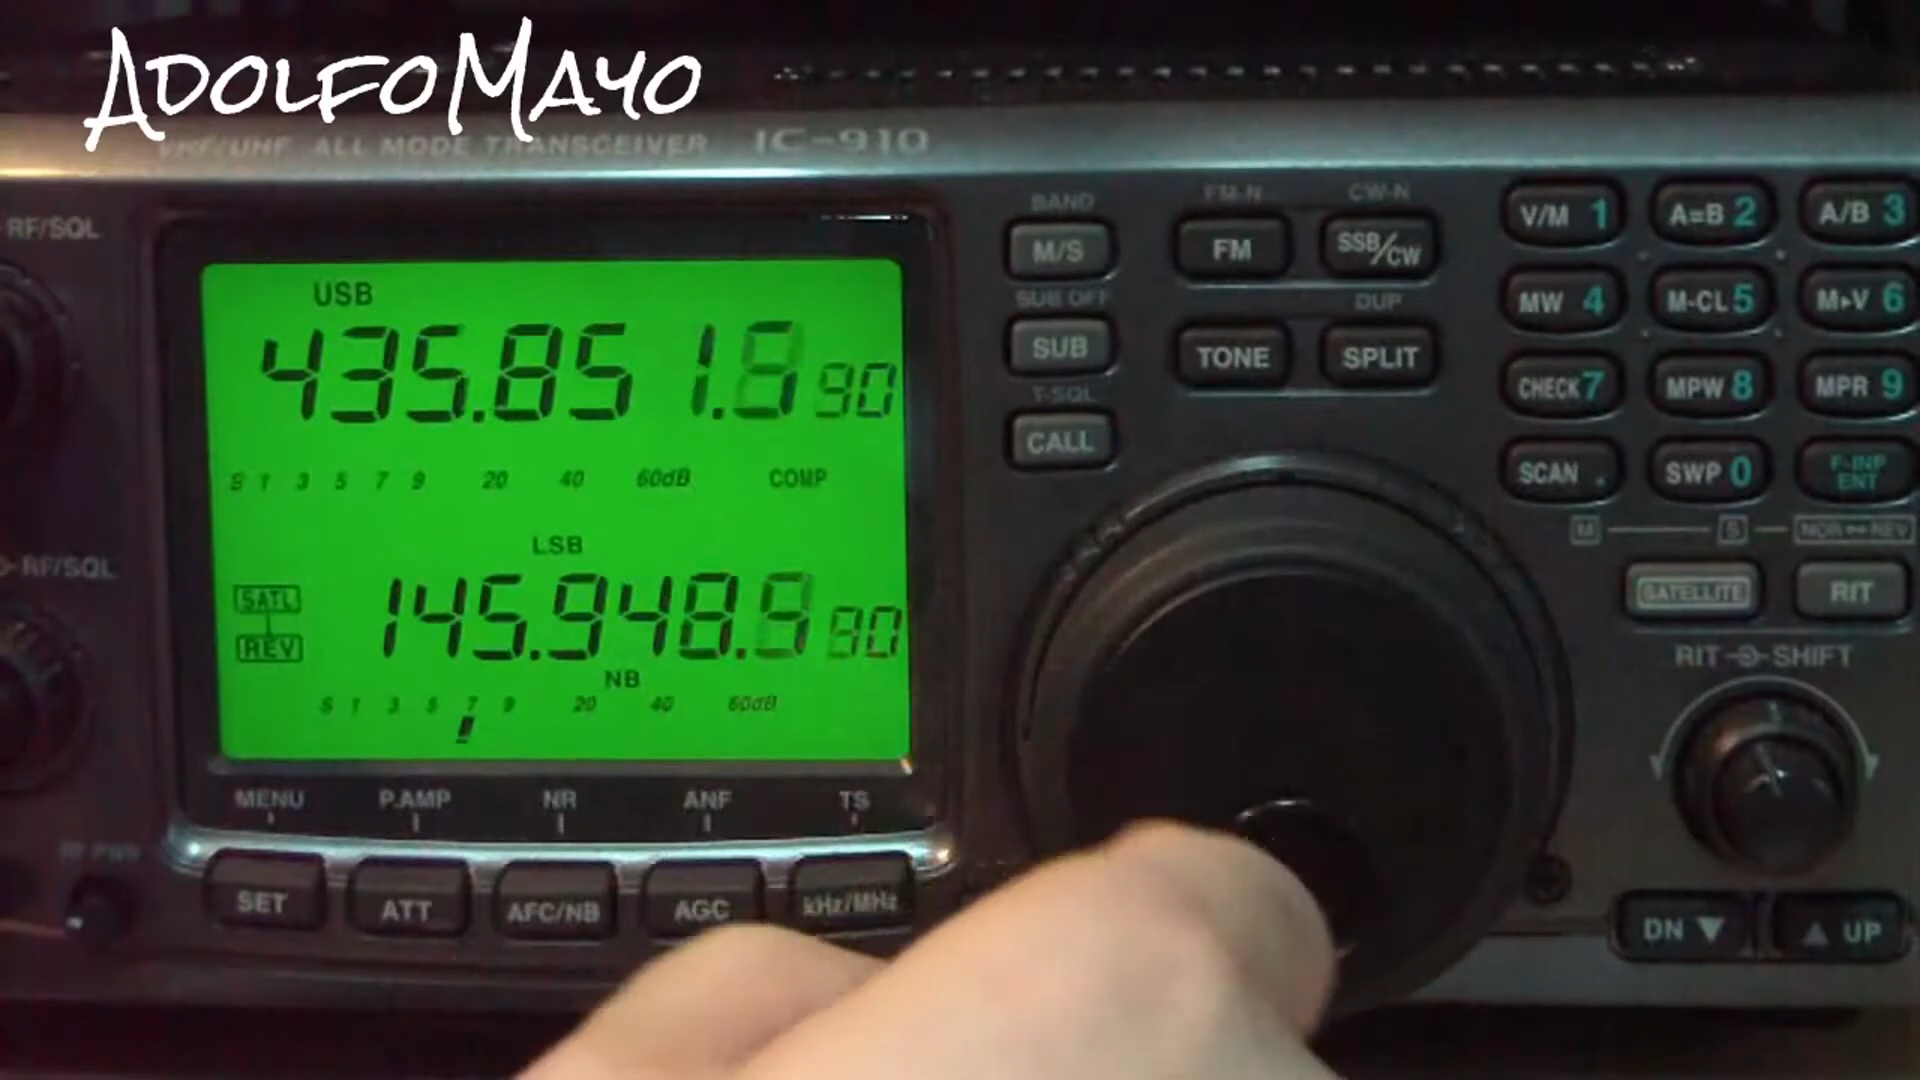 ADOLFOMAYO
VHF/UHF ALL MODE TRANSCEIVER IC-910
RF/SQL
BAND
M/S
FM-N
FM
CW-N
SSB/CW
V/M 1
A=B 2
A/B 3
USB
435.851.
90
SUB OFF
SUB
TONE
DUP
SPLIT
MW 4
M-CL 5
M▸V 6
T-SQL
CALL
CHECK 7
MPW 8
MPR 9
S 1 3 5 7 9 20 40 60dB COMP
SCAN .
SWP 0
F-INP
ENT
M
S
NOR↔REV
LSB
RF/SQL
SATL
REV
145.948.
NB
S 1 3 5 7 9 20 40 60dB
SATELLITE
RIT
RIT SHIFT
MENU P.AMP NR ANF TS
RF PWR
SET
ATT
AFC/NB
AGC
kHz/MHz
DN ▼
▲ UP